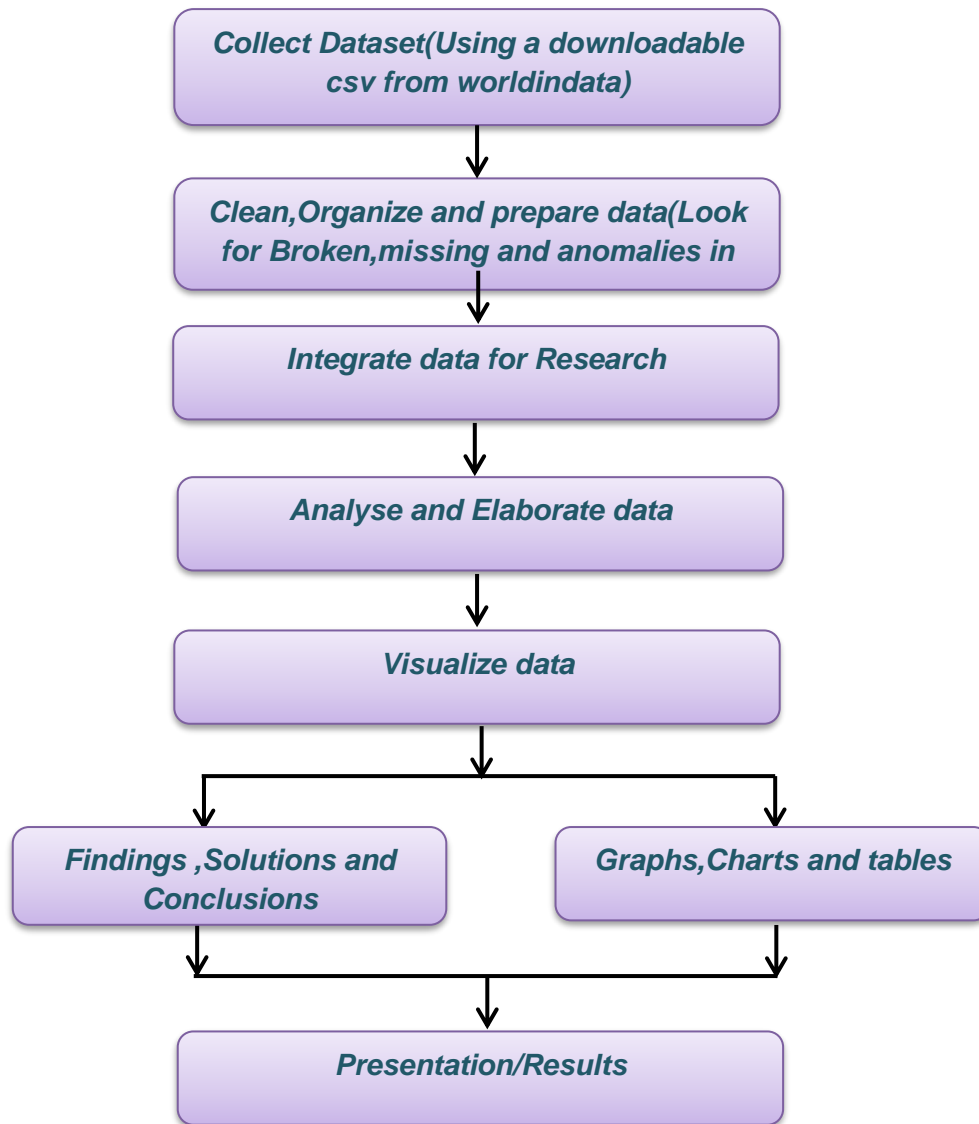 Collect Dataset(Using a downloadable
csv from worldindata)
Clean,Organize and prepare data(Look
for Broken,missing and anomalies in
Integrate data for Research
Analyse and Elaborate data
Visualize data
Findings ,Solutions and
Conclusions
Graphs,Charts and tables
Presentation/Results